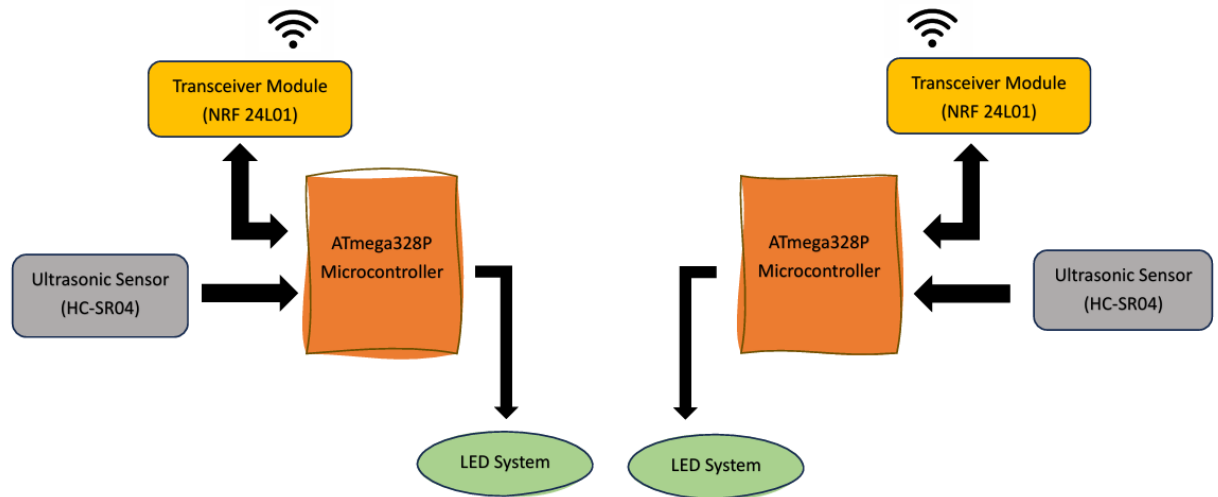 Transceiver Module
(NRF 24L01)
Transceiver Module
(NRF 24L01)
ATmega328P
Microcontroller
ATmega328P
Microcontroller
Ultrasonic Sensor
(HC-SR04)
Ultrasonic Sensor
(HC-SR04)
LED System
LED System